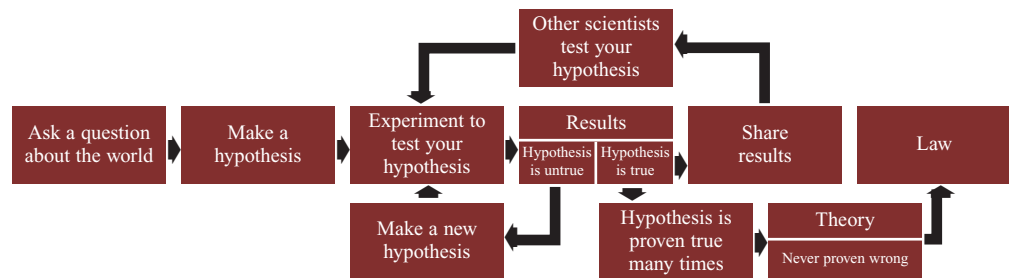 Other scientists
test your
hypothesis
Ask a question
about the world
Make a
hypothesis
Experiment to
test your
hypothesis
Results
Hypothesis
is untrue
Hypothesis
is true
Share
results
Law
Make a new
hypothesis
Hypothesis is
proven true
many times
Theory
Never proven wrong